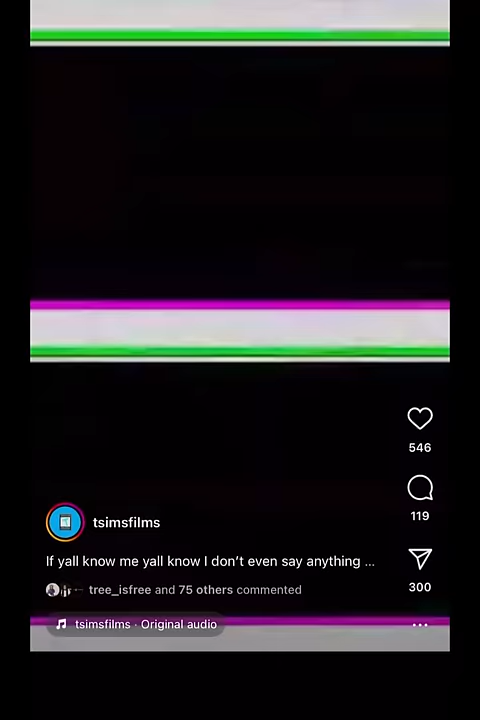 546
119
tsimsfilms
If yall know me yall know I don’t even say anything ...
300
tree_isfree and 75 others commented
tsimsfilms · Original audio